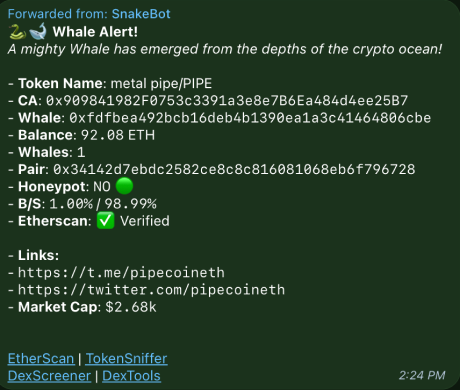 Forwarded from: SnakeBot
🐍🐋 Whale Alert!
A mighty Whale has emerged from the depths of the crypto ocean!
- Token Name: metal pipe/PIPE
- CA: 0x909841982F0753c3391a3e8e7B6Ea484d4ee25B7
- Whale: 0xfdfbea492bcb16deb4b1390ea1a3c41464806cbe
- Balance: 92.08 ETH
- Whales: 1
- Pair: 0x34142d7ebdc2582ce8c8c816081068eb6f796728
- Honeypot: NO 🟢
- B/S: 1.00% / 98.99%
- Etherscan: ✅ Verified
- Links:
- https://t.me/pipecoineth
- https://twitter.com/pipecoineth
- Market Cap: $2.68k
EtherScan | TokenSniffer
DexScreener | DexTools
2:24 PM